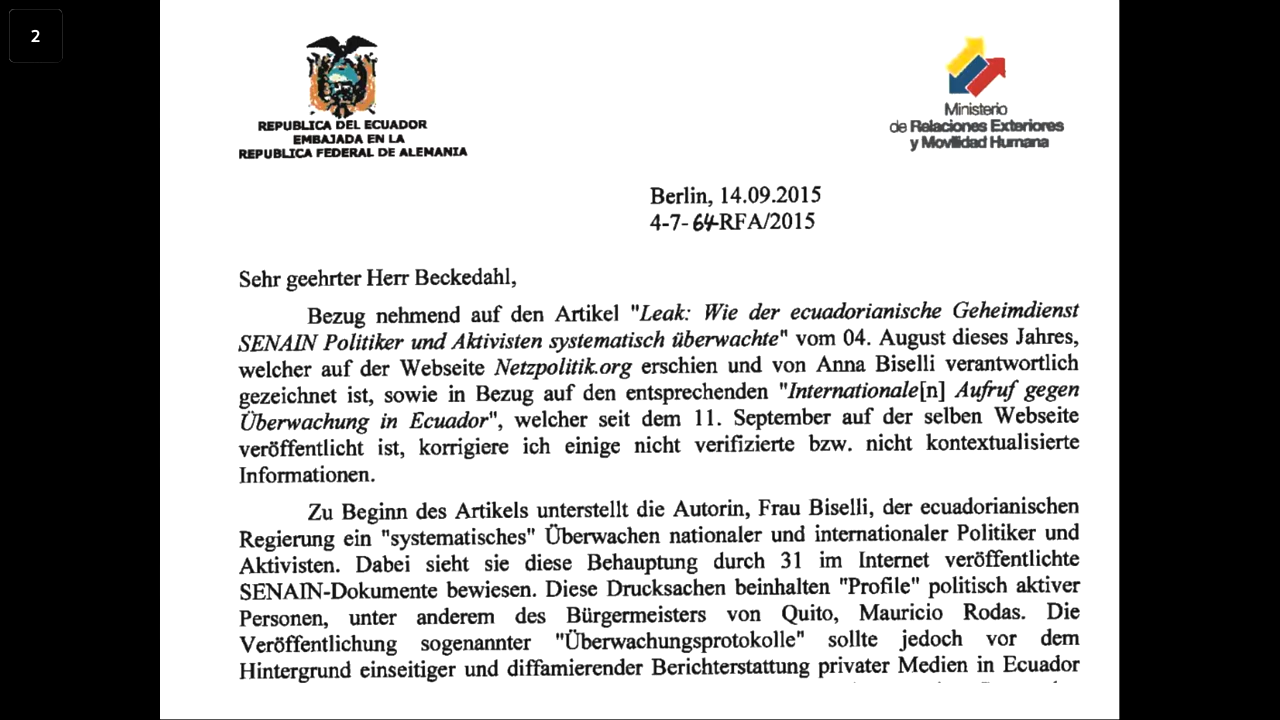 2
REPUBLICA DEL ECUADOR
EMBAJADA EN LA
REPUBLICA FEDERAL DE ALEMANIA
Ministerio
de Relaciones Exteriores
y Movilidad Humana
Berlin, 14.09.2015
4-7-64-RFA/2015
Sehr geehrter Herr Beckedahl,
Bezug nehmend auf den Artikel "Leak: Wie der ecuadorianische Geheimdienst
SENAIN Politiker und Aktivisten systematisch überwachte" vom 04. August dieses Jahres,
welcher auf der Webseite Netzpolitik.org erschien und von Anna Biselli verantwortlich
gezeichnet ist, sowie in Bezug auf den entsprechenden "Internationale[n] Aufruf gegen
Überwachung in Ecuador", welcher seit dem 11. September auf der selben Webseite
veröffentlicht ist, korrigiere ich einige nicht verifizierte bzw. nicht kontextualisierte
Informationen.
Zu Beginn des Artikels unterstellt die Autorin, Frau Biselli, der ecuadorianischen
Regierung ein "systematisches" Überwachen nationaler und internationaler Politiker und
Aktivisten. Dabei sieht sie diese Behauptung durch 31 im Internet veröffentlichte
SENAIN-Dokumente bewiesen. Diese Drucksachen beinhalten "Profile" politisch aktiver
Personen, unter anderem des Bürgermeisters von Quito, Mauricio Rodas. Die
Veröffentlichung sogenannter "Überwachungsprotokolle" sollte jedoch vor dem
Hintergrund einseitiger und diffamierender Berichterstattung privater Medien in Ecuador